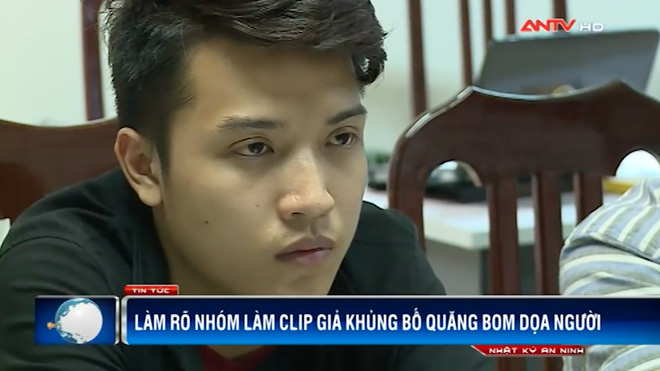 ANTV HD
TIN TỨC
LÀM RÕ NHÓM LÀM CLIP GIẢ KHỦNG BỐ QUĂNG BOM DỌA NGƯỜI
NHẬT KÝ AN NINH